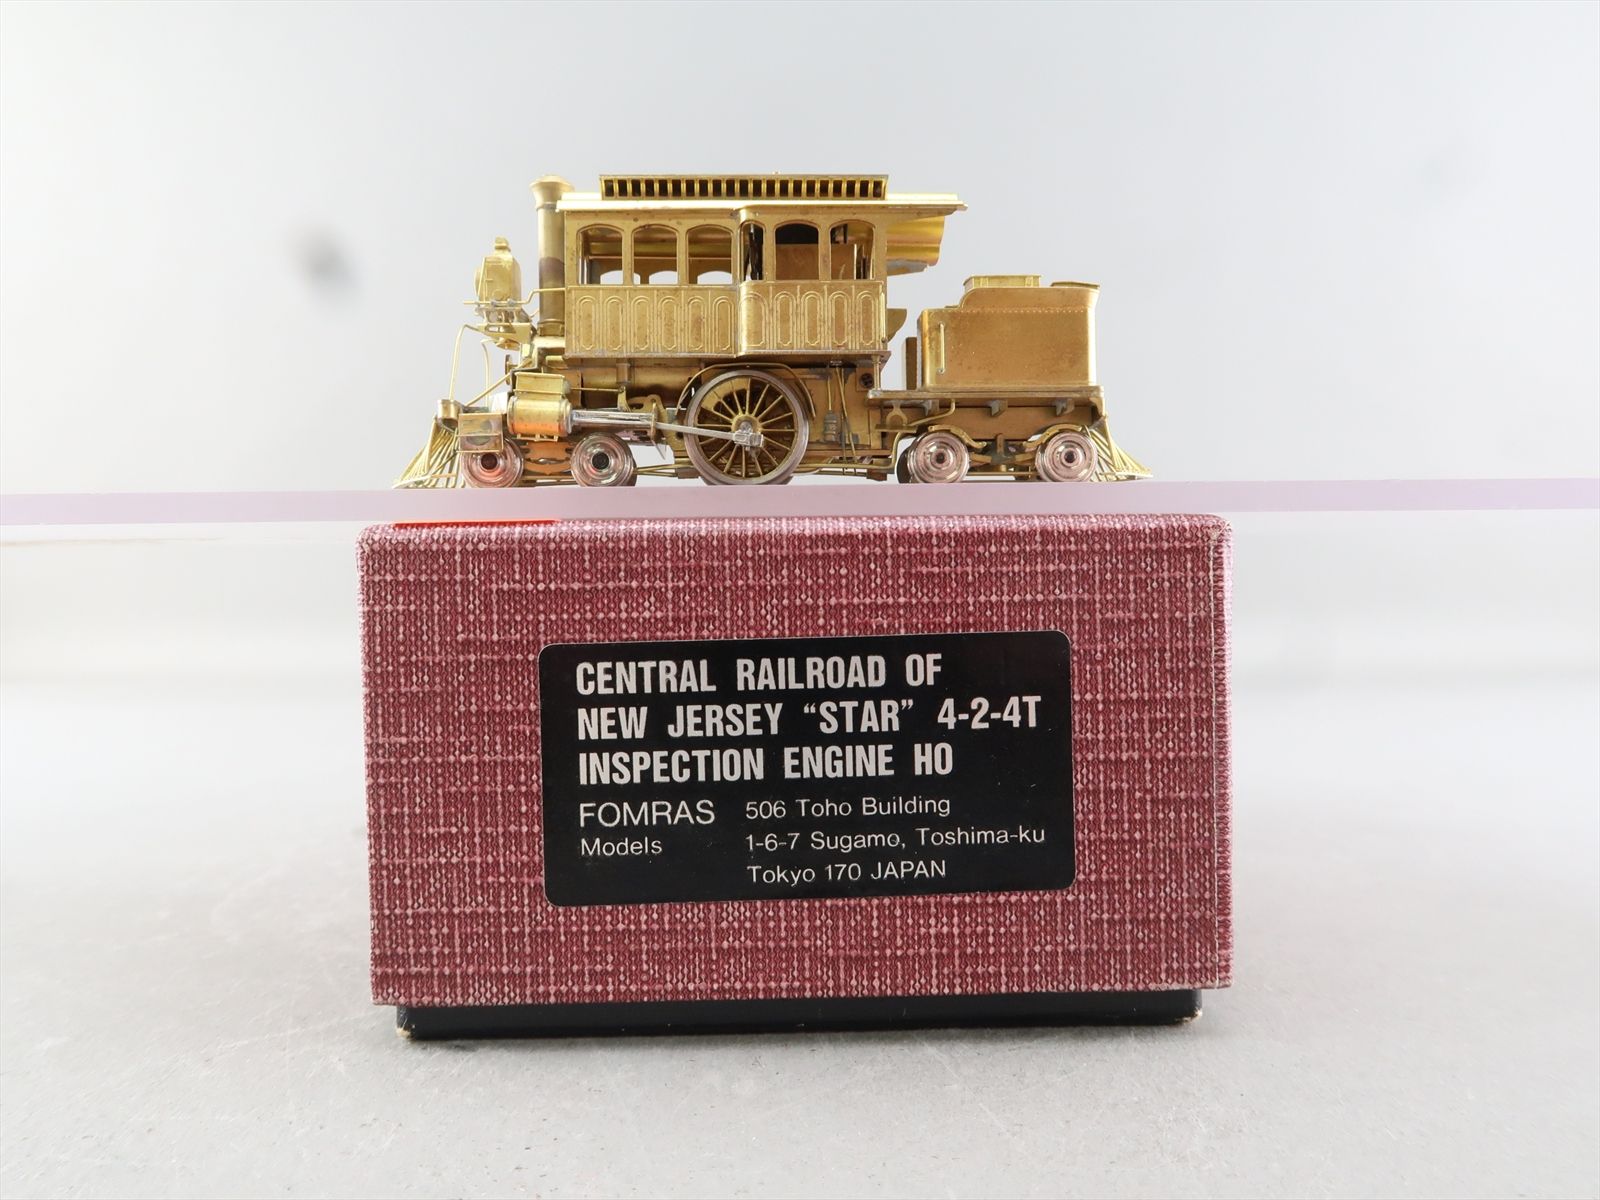 CENTRAL RAILROAD OF
NEW JERSEY “STAR” 4-2-4T
INSPECTION ENGINE HO
FOMRAS 506 Toho Building
Models 1-6-7 Sugamo, Toshima-ku
Tokyo 170 JAPAN